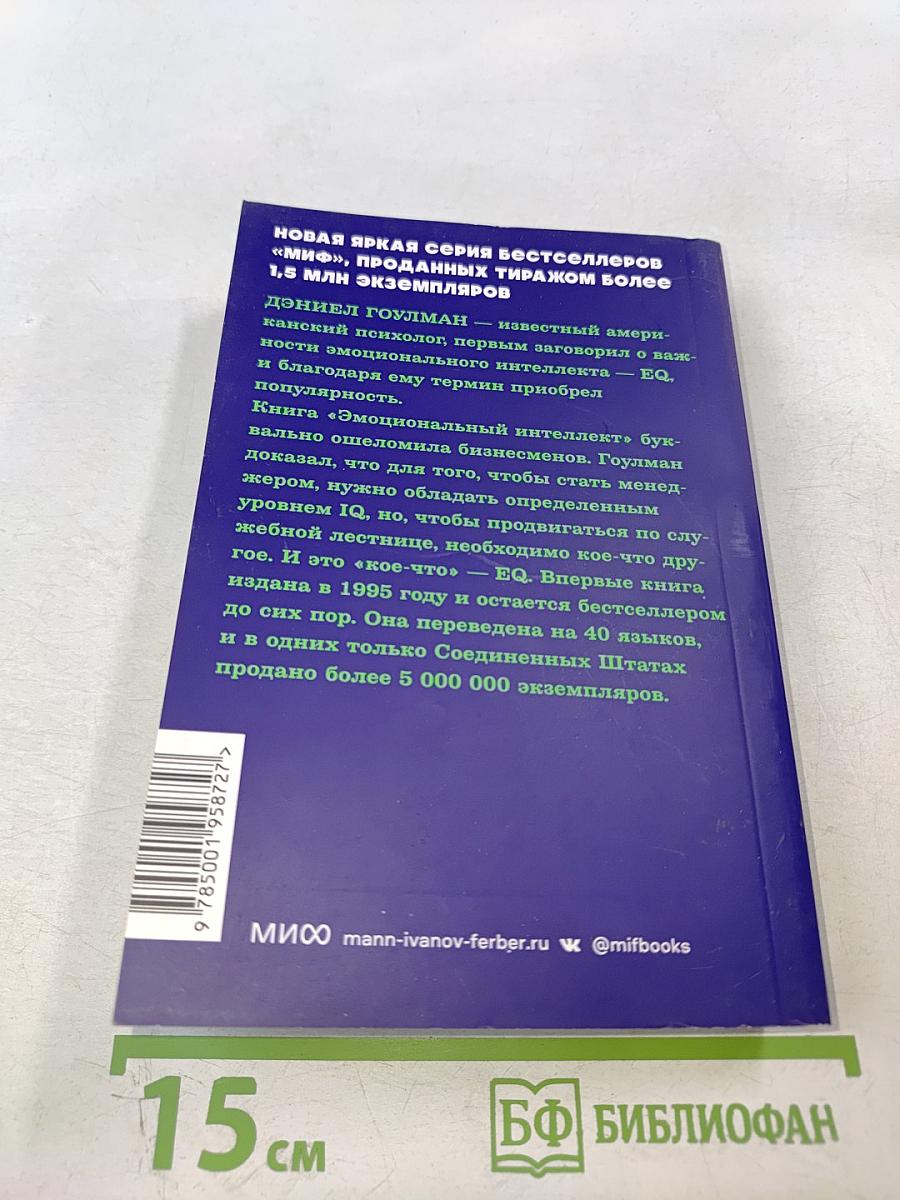 НОВАЯ ЯРКАЯ СЕРИЯ БЕСТСЕЛЛЕРОВ
«МИФ», ПРОДАННЫХ ТИРАЖОМ БОЛЕЕ
1,5 МЛН ЭКЗЕМПЛЯРОВ
ДЭНИЕЛ ГОУЛМАН — известный амери-
канский психолог, первым заговорил о важ-
ности эмоционального интеллекта — EQ,
и благодаря ему термин приобрел
популярность.
Книга «Эмоциональный интеллект» бук-
вально ошеломила бизнесменов. Гоулман
доказал, что для того, чтобы стать менед-
жером, нужно обладать определенным
уровнем IQ, но, чтобы продвигаться по слу-
жебной лестнице, необходимо кое-что дру-
гое. И это «кое-что» — EQ. Впервые книга
издана в 1995 году и остается бестселлером
до сих пор. Она переведена на 40 языков,
и в одних только Соединенных Штатах
продано более 5 000 000 экземпляров.
9 785001 958727 >
МИФ mann-ivanov-ferber.ru @mifbooks
15 см
БФ БИБЛИОФАН